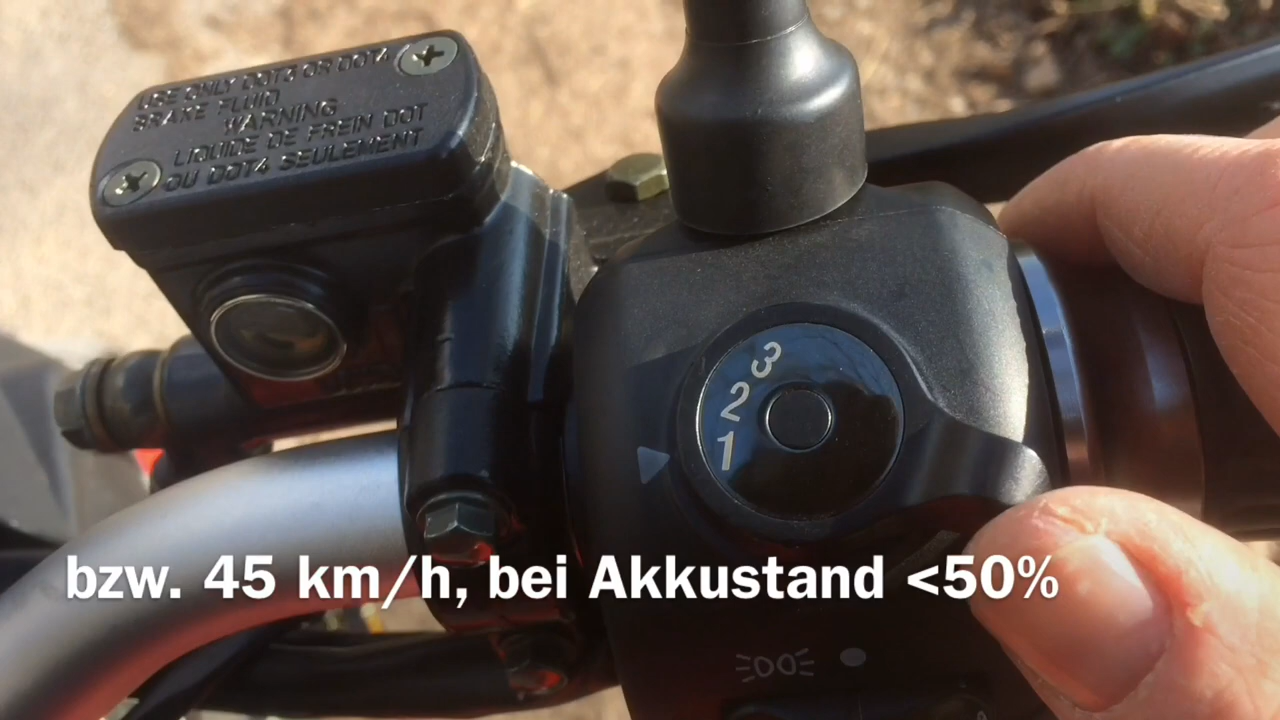 USE ONLY DOT3 OR DOT4
BRAKE FLUID
WARNING
LIQUIDE DE FREIN DOT
OU DOT4 SEULEMENT
3
2
1
bzw. 45 km/h, bei Akkustand <50%